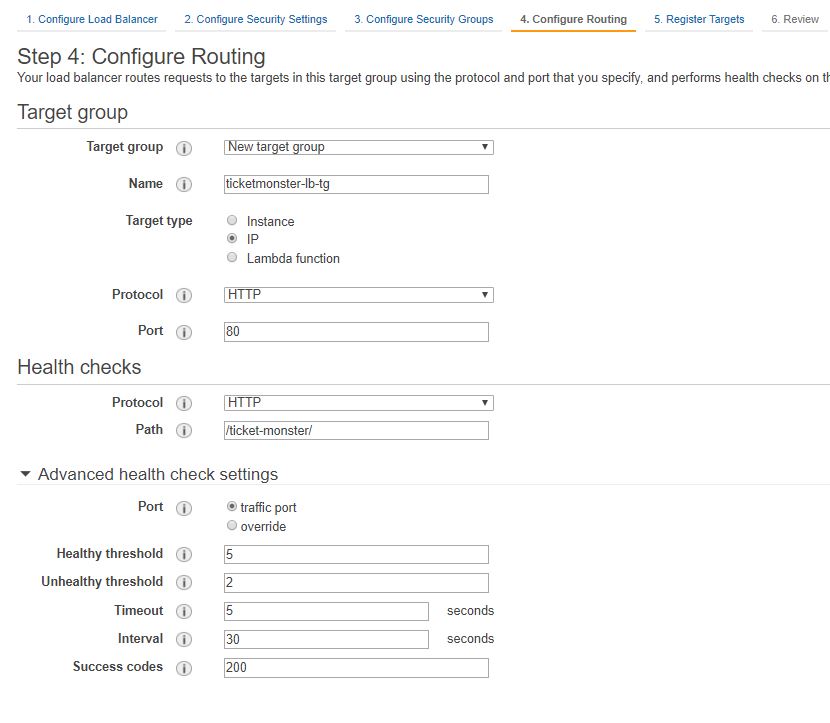 1. Configure Load Balancer 2. Configure Security Settings 3. Configure Security Groups 4. Configure Routing 5. Register Targets 6. Review
Step 4: Configure Routing
Your load balancer routes requests to the targets in this target group using the protocol and port that you specify, and performs health checks on
Target group
Target group i New target group
Name i ticketmonster-lb-tg
Target type Instance
IP
Lambda function
Protocol i HTTP
Port i 80
Health checks
Protocol i HTTP
Path i /ticket-monster/
Advanced health check settings
Port i traffic port
override
Healthy threshold i 5
Unhealthy threshold i 2
Timeout i 5 seconds
Interval i 30 seconds
Success codes i 200